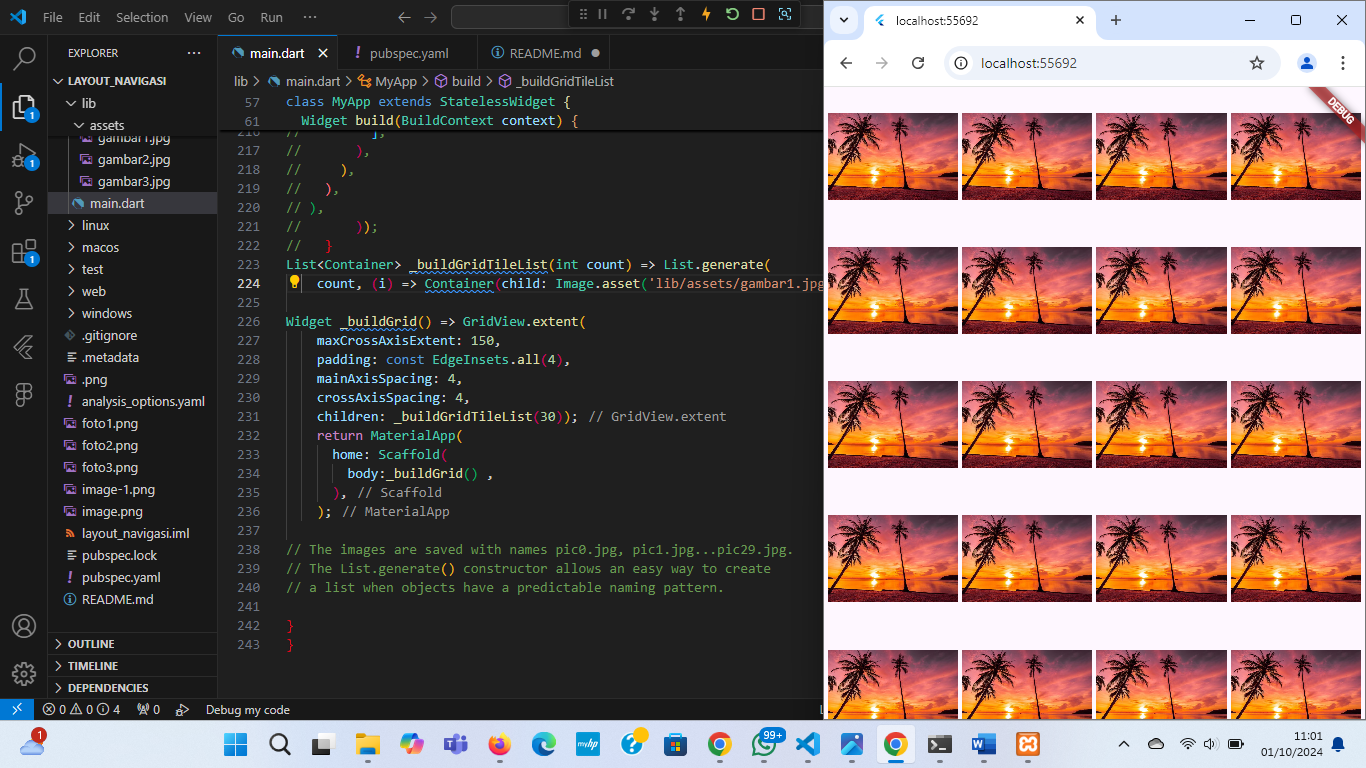 File Edit Selection View Go Run ···
localhost:55692
localhost:55692
EXPLORER ···
main.dart
pubspec.yaml
README.md
LAYOUT_NAVIGASI
lib
assets
gambar1.jpg
gambar2.jpg
gambar3.jpg
main.dart
linux
macos
test
web
windows
.gitignore
.metadata
.png
analysis_options.yaml
foto1.png
foto2.png
foto3.png
image-1.png
image.png
layout_navigasi.iml
pubspec.lock
pubspec.yaml
README.md
OUTLINE
TIMELINE
DEPENDENCIES
1
1
1
lib > main.dart > MyApp > build > _buildGridTileList
57 class MyApp extends StatelessWidget {
61 Widget build(BuildContext context) {
216 // ],
217 // ),
218 // ),
219 // ),
220 // ),
221 // ));
222 // }
223 List<Container> _buildGridTileList(int count) => List.generate(
224 count, (i) => Container(child: Image.asset('lib/assets/gambar1.jpg
225
226 Widget _buildGrid() => GridView.extent(
227 maxCrossAxisExtent: 150,
228 padding: const EdgeInsets.all(4),
229 mainAxisSpacing: 4,
230 crossAxisSpacing: 4,
231 children: _buildGridTileList(30)); // GridView.extent
232 return MaterialApp(
233 home: Scaffold(
234 body:_buildGrid() ,
235 ), // Scaffold
236 ); // MaterialApp
237
238 // The images are saved with names pic0.jpg, pic1.jpg...pic29.jpg.
239 // The List.generate() constructor allows an easy way to create
240 // a list when objects have a predictable naming pattern.
241
242 }
243 }
DEBUG
0 0 4 0 Debug my code
1
myhp
99+
11:01
01/10/2024